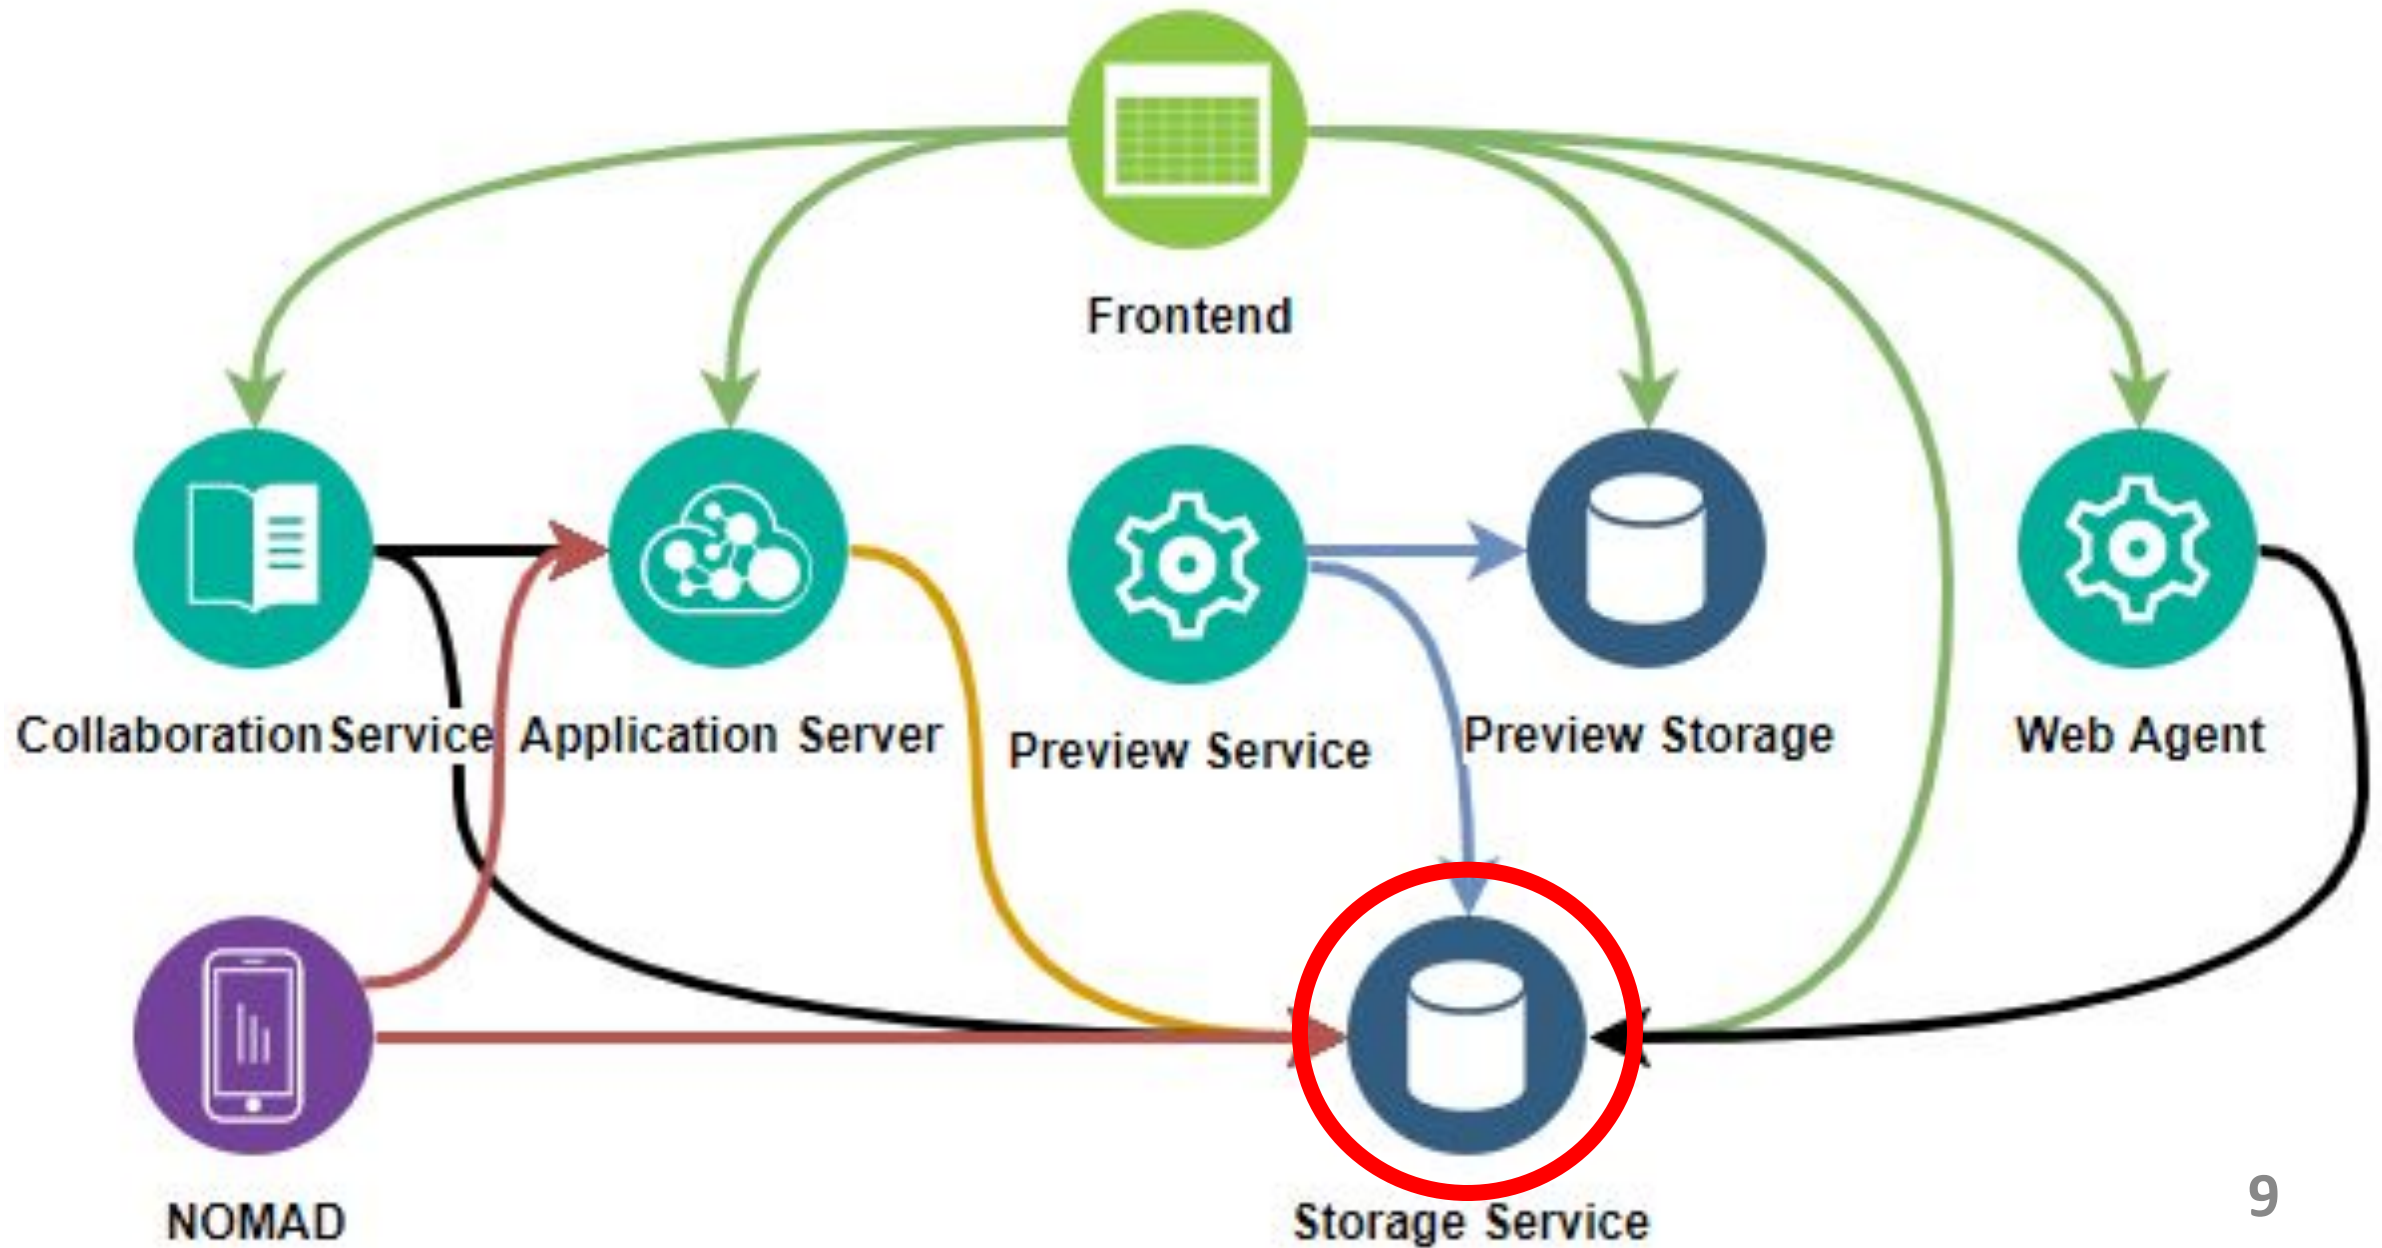 Frontend
Collaboration Service
Application Server
Preview Service
Preview Storage
Web Agent
NOMAD
Storage Service
9